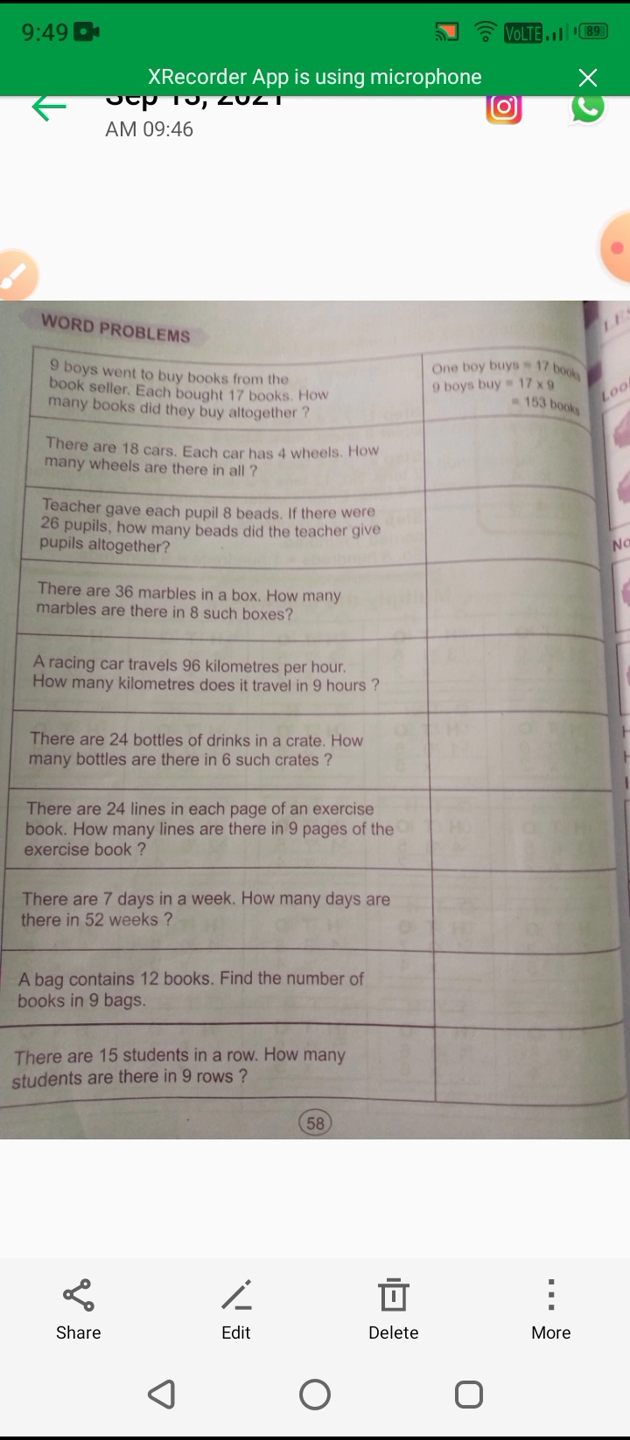 9:49
VoLTE
89
XRecorder App is using microphone
Sep 13, 2021
AM 09:46
WORD PROBLEMS
9 boys went to buy books from the
book seller. Each bought 17 books. How
many books did they buy altogether ?
One boy buys = 17 books
9 boys buy = 17 x 9
= 153 books
There are 18 cars. Each car has 4 wheels. How
many wheels are there in all ?
Teacher gave each pupil 8 beads. If there were
26 pupils, how many beads did the teacher give
pupils altogether?
There are 36 marbles in a box. How many
marbles are there in 8 such boxes?
A racing car travels 96 kilometres per hour.
How many kilometres does it travel in 9 hours ?
There are 24 bottles of drinks in a crate. How
many bottles are there in 6 such crates ?
There are 24 lines in each page of an exercise
book. How many lines are there in 9 pages of the
exercise book ?
There are 7 days in a week. How many days are
there in 52 weeks ?
A bag contains 12 books. Find the number of
books in 9 bags.
There are 15 students in a row. How many
students are there in 9 rows ?
58
Share
Edit
Delete
More